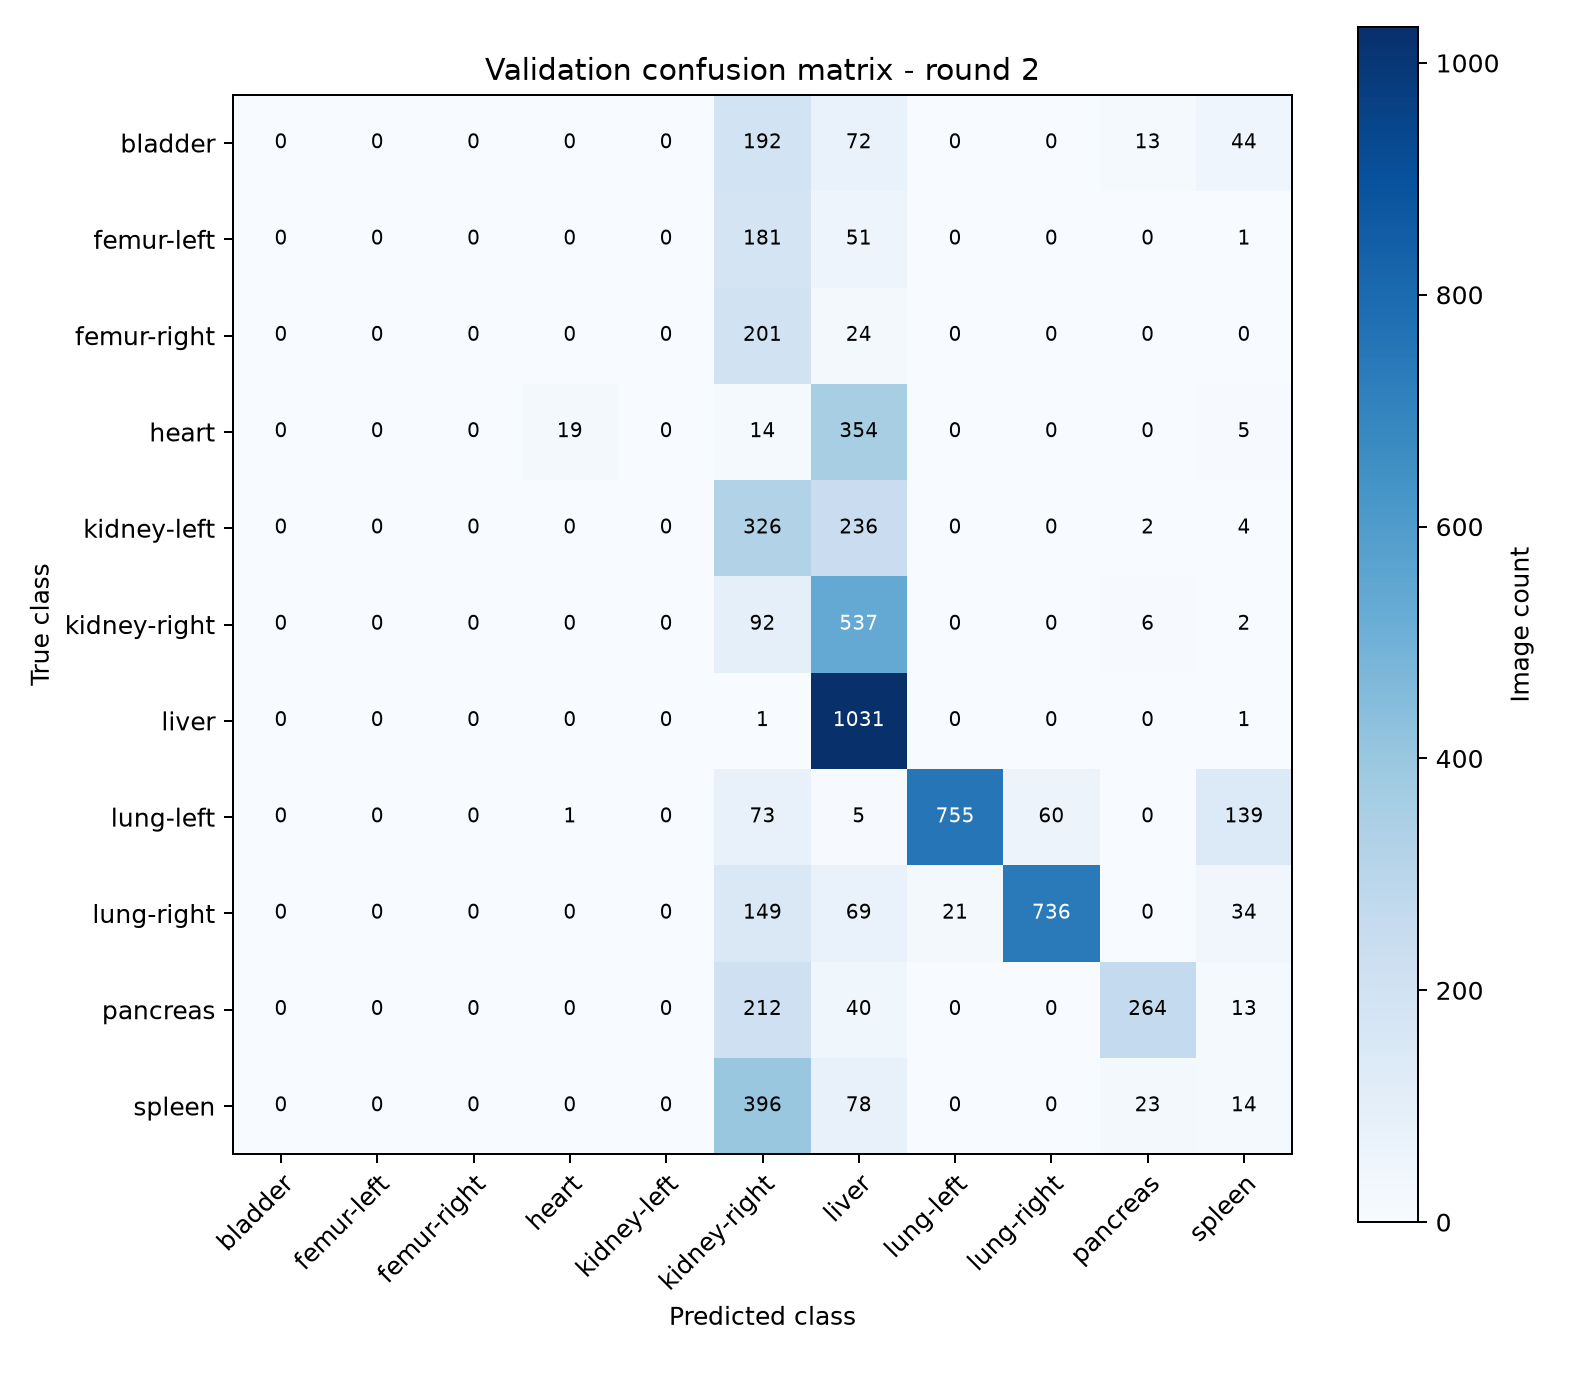 Validation confusion matrix - round 2
True class
bladder 0 0 0 0 0 192 72 0 0 13 44
femur-left 0 0 0 0 0 181 51 0 0 0 1
femur-right 0 0 0 0 0 201 24 0 0 0 0
heart 0 0 0 19 0 14 354 0 0 0 5
kidney-left 0 0 0 0 0 326 236 0 0 2 4
kidney-right 0 0 0 0 0 92 537 0 0 6 2
liver 0 0 0 0 0 1 1031 0 0 0 1
lung-left 0 0 0 1 0 73 5 755 60 0 139
lung-right 0 0 0 0 0 149 69 21 736 0 34
pancreas 0 0 0 0 0 212 40 0 0 264 13
spleen 0 0 0 0 0 396 78 0 0 23 14
bladder femur-left femur-right heart kidney-left kidney-right liver lung-left lung-right pancreas spleen
Predicted class
1000
800
600
400
200
0
Image count